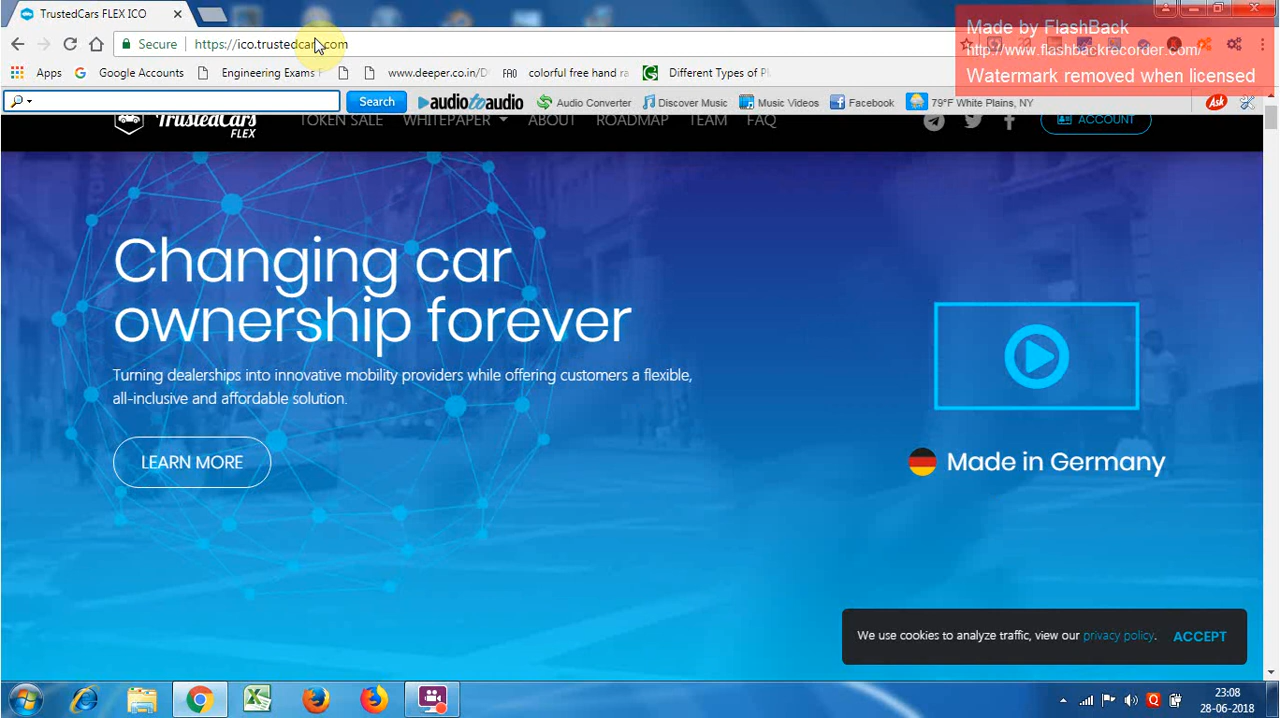 TrustedCars FLEX ICO
Made by FlashBack
http://www.flashbackrecorder.com/
Watermark removed when licensed
Secure
https://ico.trustedcars.com
Apps
Google Accounts
Engineering Exams
www.deeper.co.in/D
FAO
colorful free hand ra
Different Types of Pl
Search
audiotoaudio
Audio Converter
Discover Music
Music Videos
Facebook
79°F White Plains, NY
Ask
TrustedCars
FLEX
TOKEN SALE
WHITEPAPER
ABOUT
ROADMAP
TEAM
FAQ
ACCOUNT
Changing car
ownership forever
Turning dealerships into innovative mobility providers while offering customers a flexible,
all-inclusive and affordable solution.
LEARN MORE
Made in Germany
We use cookies to analyze traffic, view our privacy policy.
ACCEPT
23:08
28-06-2018